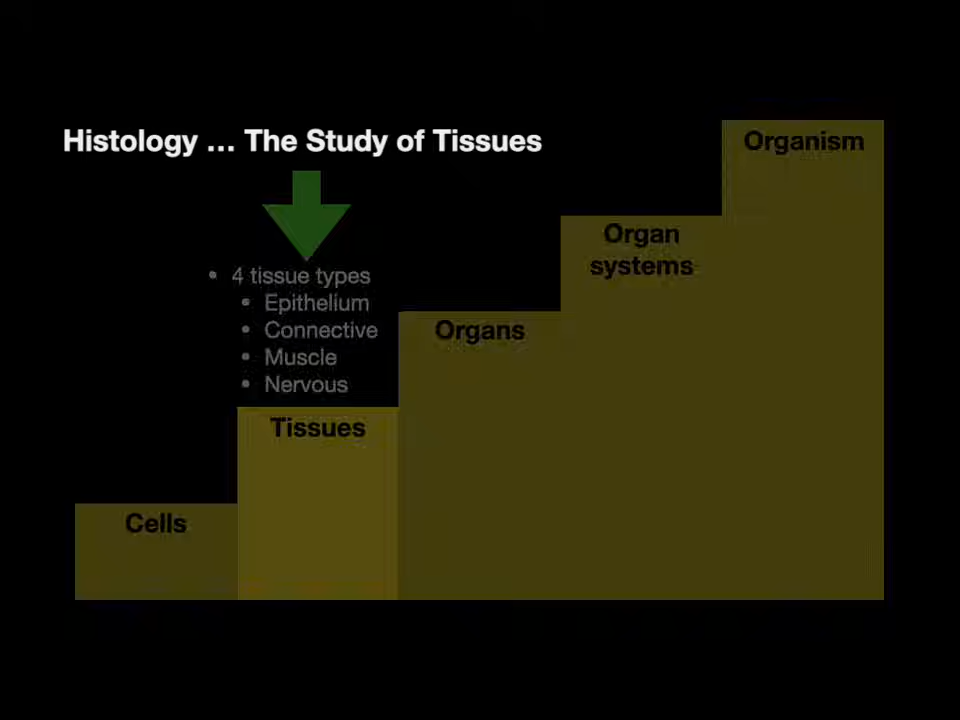 Histology ... The Study of Tissues
• 4 tissue types
• Epithelium
• Connective
• Muscle
• Nervous
Cells
Tissues
Organs
Organ
systems
Organism